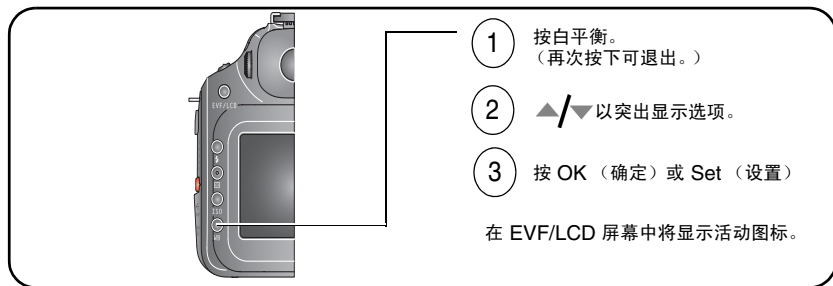 1 按白平衡。
（再次按下可退出。）
2 ▲/▼以突出显示选项。
3 按 OK （确定）或 Set （设置）
在 EVF/LCD 屏幕中将显示活动图标。
EVF/LCD
ISO